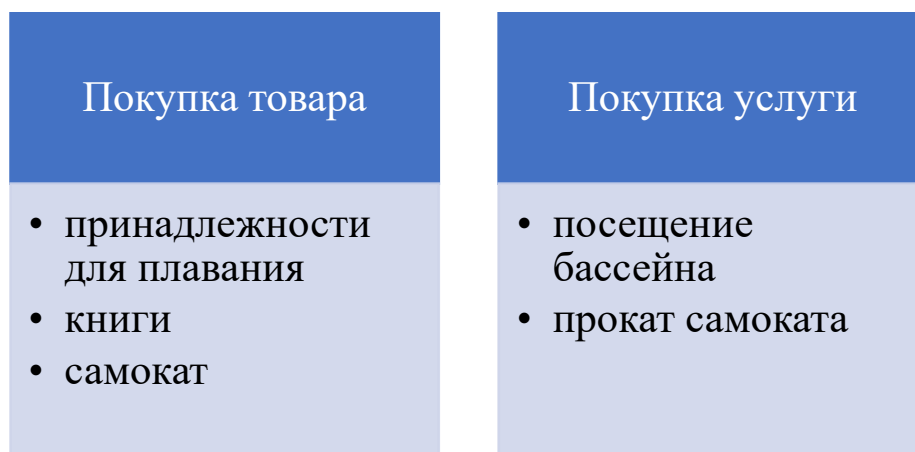 Покупка товара
• принадлежности
для плавания
• книги
• самокат
Покупка услуги
• посещение
бассейна
• прокат самоката